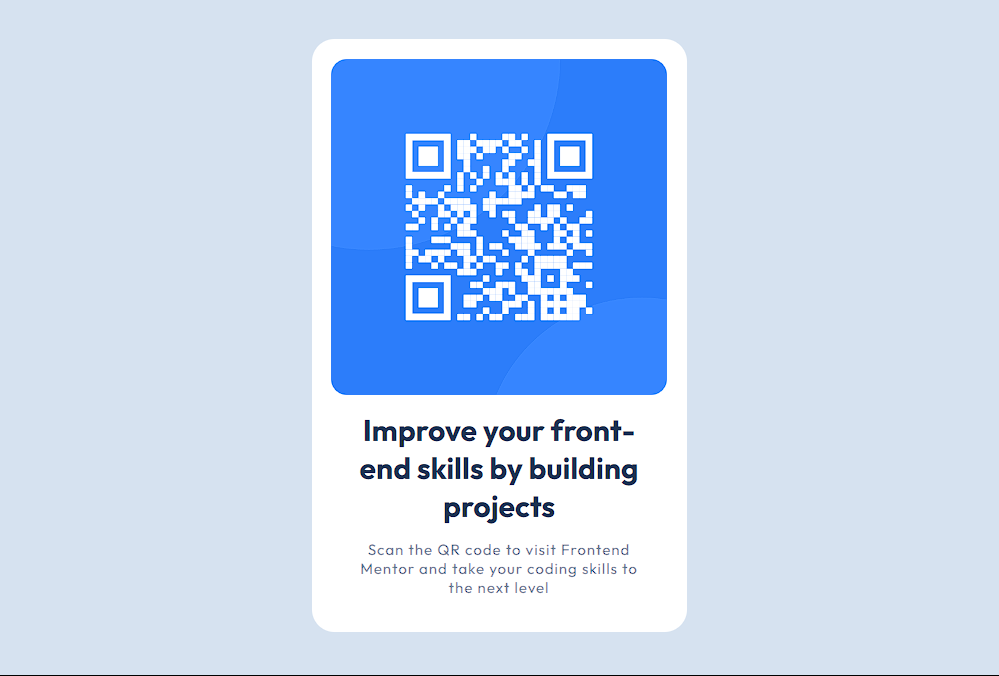 Improve your front-
end skills by building
projects
Scan the QR code to visit Frontend
Mentor and take your coding skills to
the next level